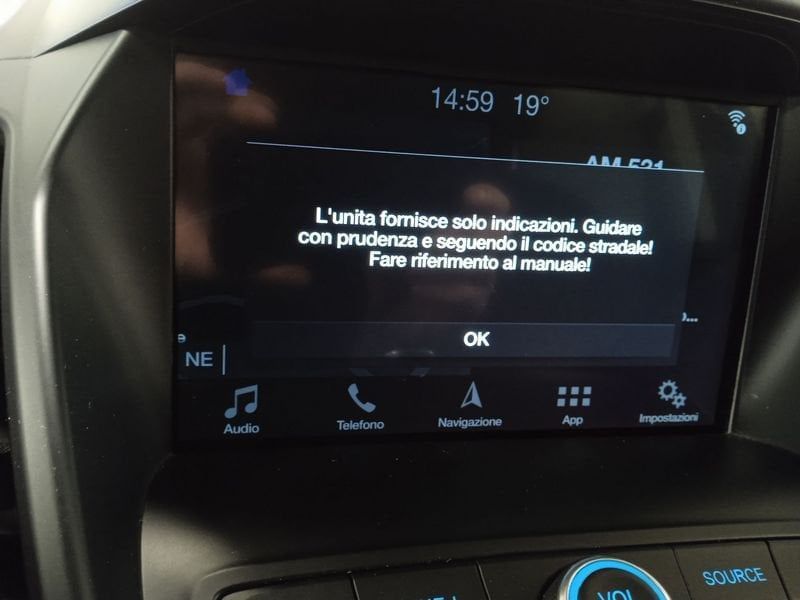 14:59 19°
AM 531
L'unita fornisce solo indicazioni. Guidare
con prudenza e seguendo il codice stradale!
Fare riferimento al manuale!
OK
NE
Audio
Telefono
Navigazione
App
Impostazioni
VOL
SOURCE